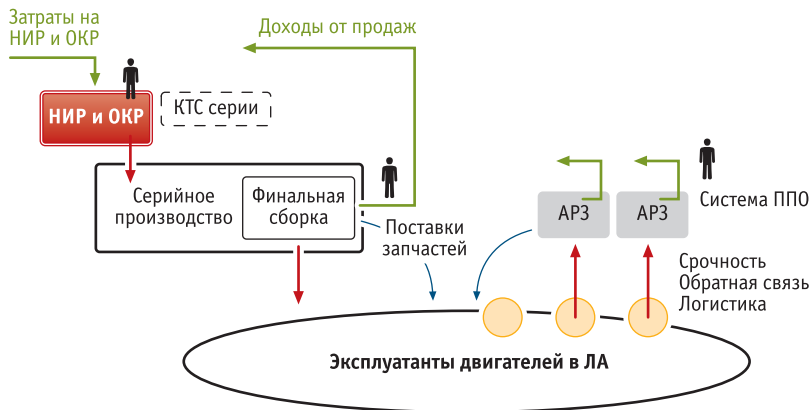 Затраты на
НИР и ОКР
Доходы от продаж
НИР и ОКР
КТС серии
Серийное
производство
Финальная
сборка
Поставки
запчастей
АРЗ
АРЗ
Система ППО
Срочность
Обратная связь
Логистика
Эксплуатанты двигателей в ЛА